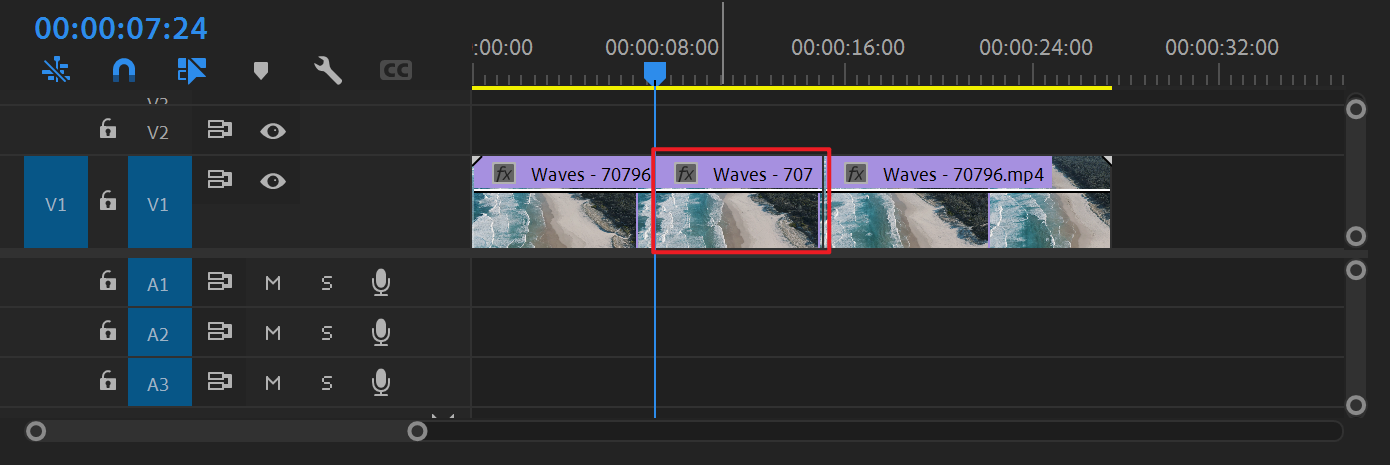 00:00:07:24
:00:00 00:00:08:00 00:00:16:00 00:00:24:00 00:00:32:00
CC
V2
fx Waves - 70796 fx Waves - 707 fx Waves - 70796.mp4
V1 V1
A1 M S
A2 M S
A3 M S